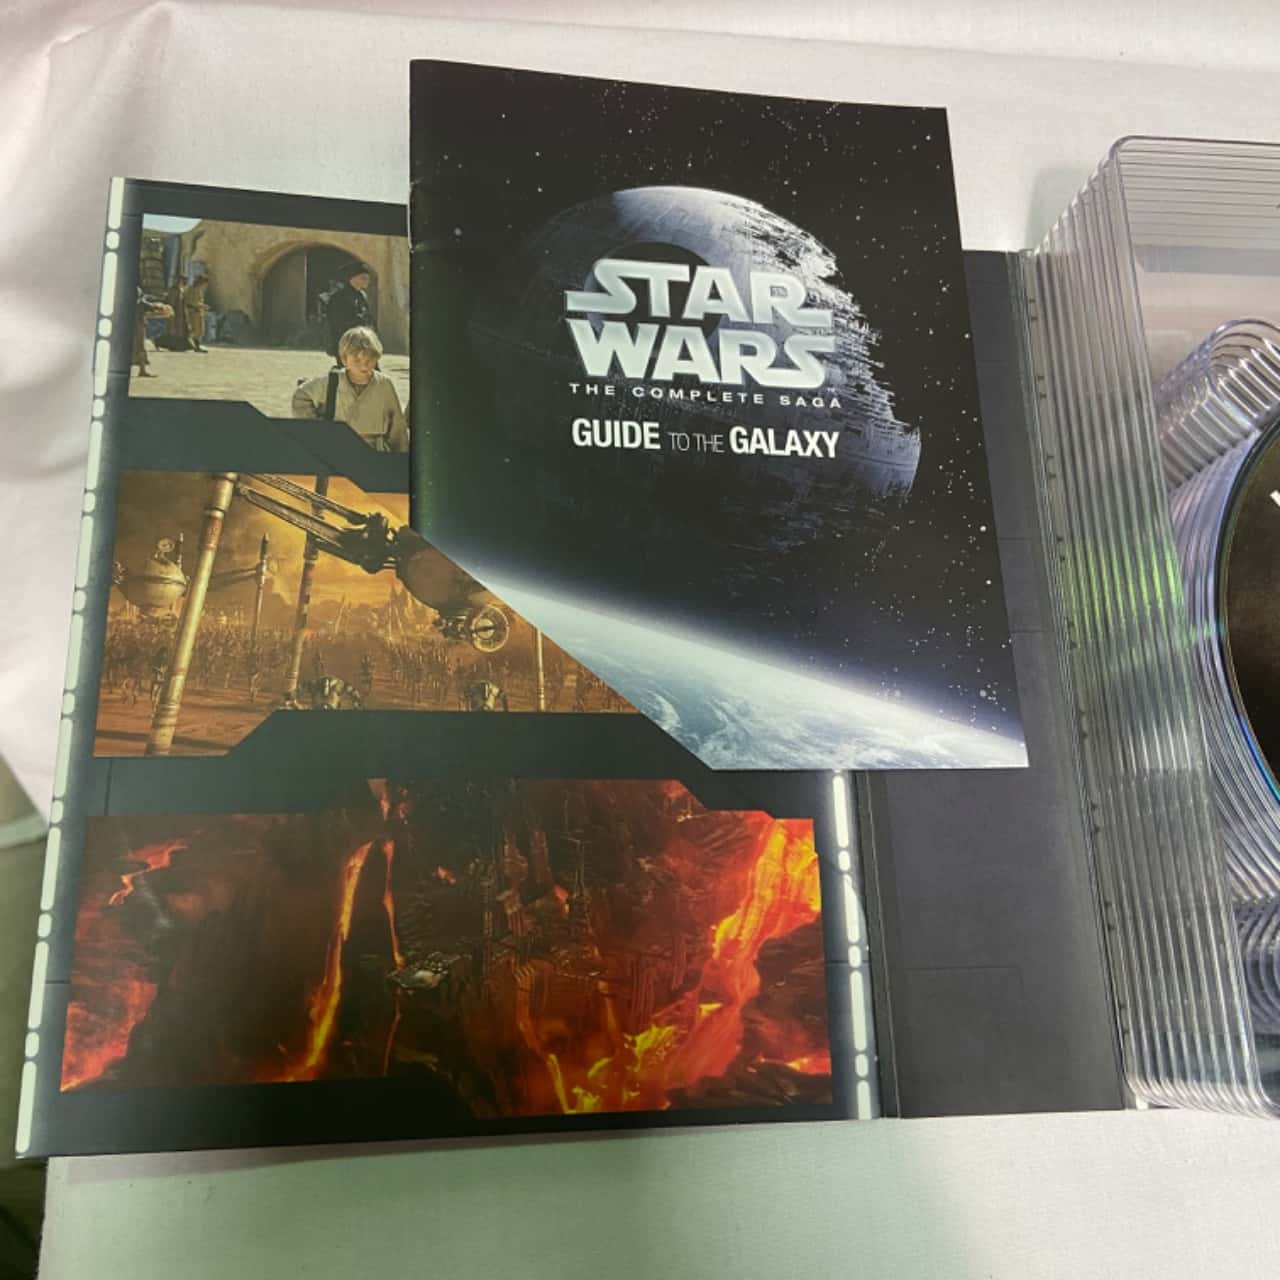 STAR
WARS
THE COMPLETE SAGA
GUIDE TO THE GALAXY